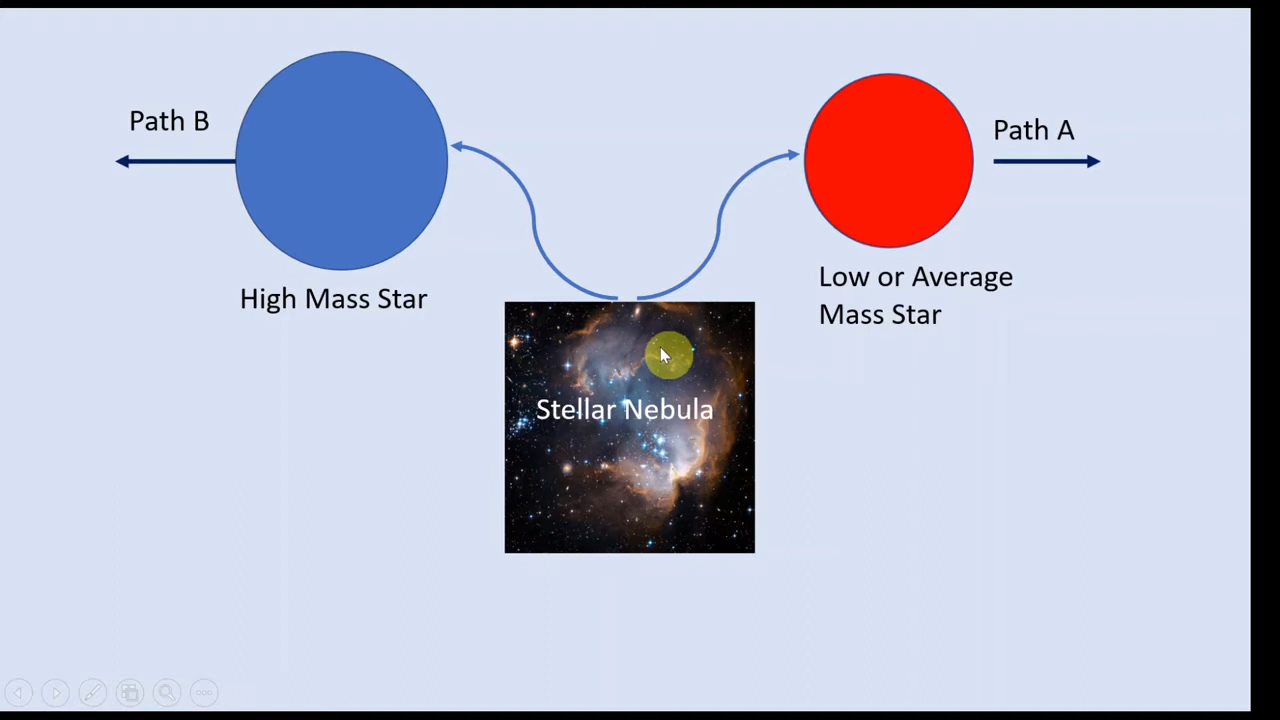 Path B
Path A
High Mass Star
Low or Average
Mass Star
Stellar Nebula